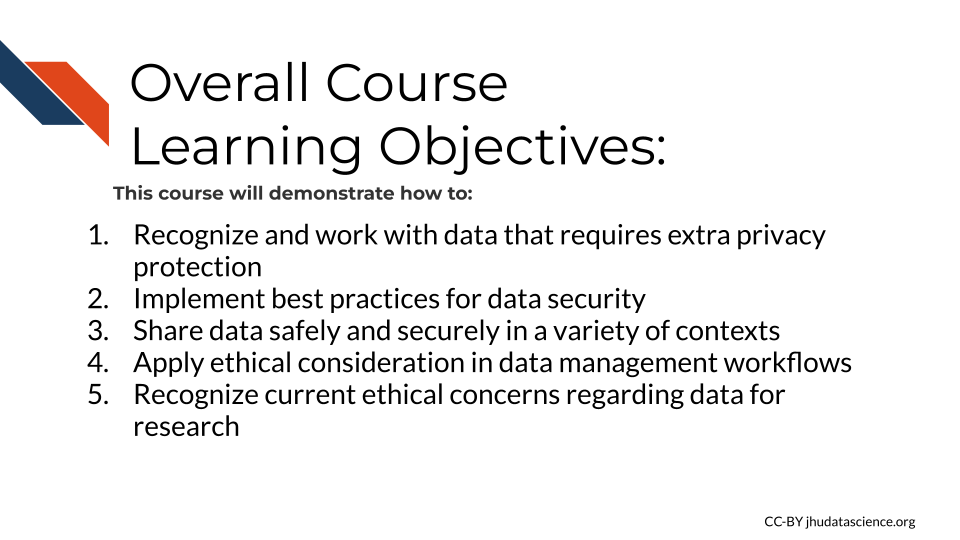 Overall Course
Learning Objectives:
This course will demonstrate how to:
1. Recognize and work with data that requires extra privacy
protection
2. Implement best practices for data security
3. Share data safely and securely in a variety of contexts
4. Apply ethical consideration in data management workflows
5. Recognize current ethical concerns regarding data for
research
CC-BY jhudatascience.org